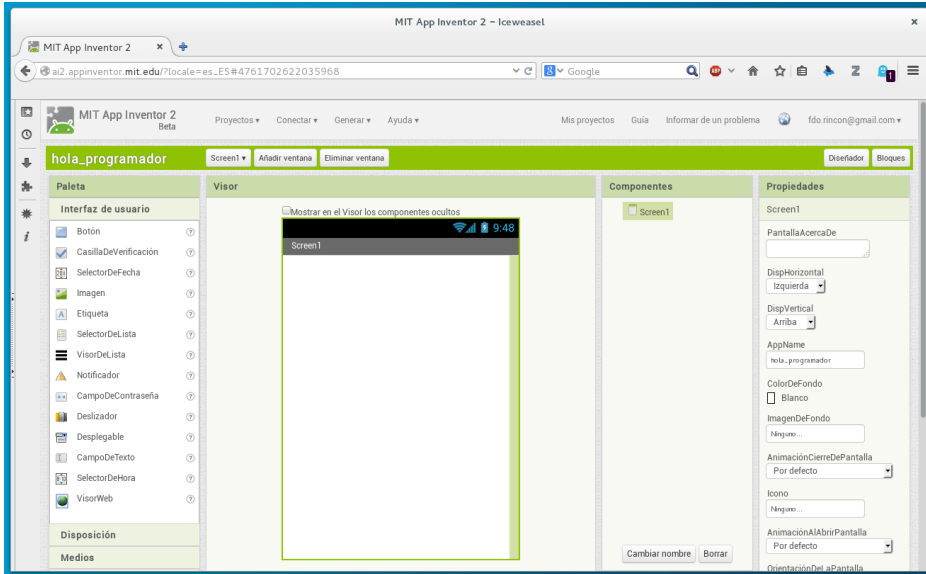 MIT App Inventor 2 – Iceweasel
MIT App Inventor 2
ai2.appinventor.mit.edu/?locale=es_ES#4761702622035968
Google
1
MIT App Inventor 2
Beta
Proyectos
Conectar
Generar
Ayuda
Mis proyectos
Guía
Informar de un problema
fdo.rincon@gmail.com
hola_programador
Screen1
Añadir ventana
Eliminar ventana
Diseñador
Bloques
Paleta
Interfaz de usuario
Botón
CasillaDeVerificación
SelectorDeFecha
Imagen
Etiqueta
SelectorDeLista
VisorDeLista
Notificador
CampoDeContraseña
Deslizador
Desplegable
CampoDeTexto
SelectorDeHora
VisorWeb
Disposición
Medios
Visor
Mostrar en el Visor los componentes ocultos
9:48
Screen1
Componentes
Screen1
Cambiar nombre
Borrar
Propiedades
Screen1
PantallaAcercaDe
DispHorizontal
Izquierda
DispVertical
Arriba
AppName
hola_programador
ColorDeFondo
Blanco
ImagenDeFondo
Ninguno...
AnimaciónCierreDePantalla
Por defecto
Icono
Ninguno...
AnimaciónAlAbrirPantalla
Por defecto
OrientaciónDeLaPantalla